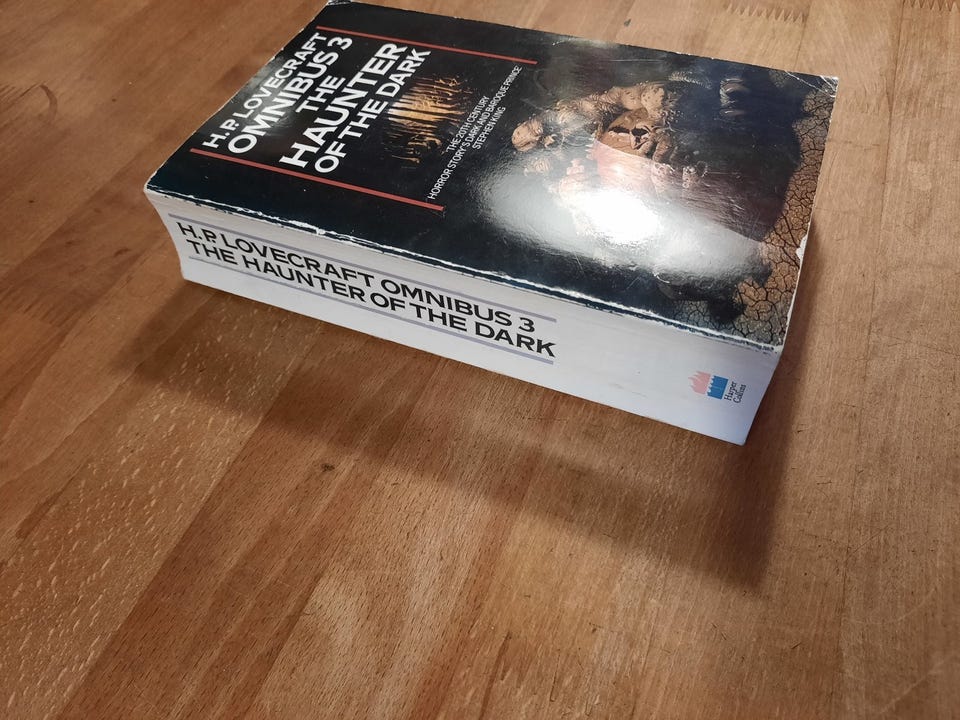 H.P. LOVECRAFT
OMNIBUS 3
THE
HAUNTER
OF THE DARK
THE 20TH CENTURY
HORROR STORY'S DARK AND BAROQUE PRINCE
STEPHEN KING
H.P. LOVECRAFT OMNIBUS 3
THE HAUNTER OF THE DARK
Harper
Collins